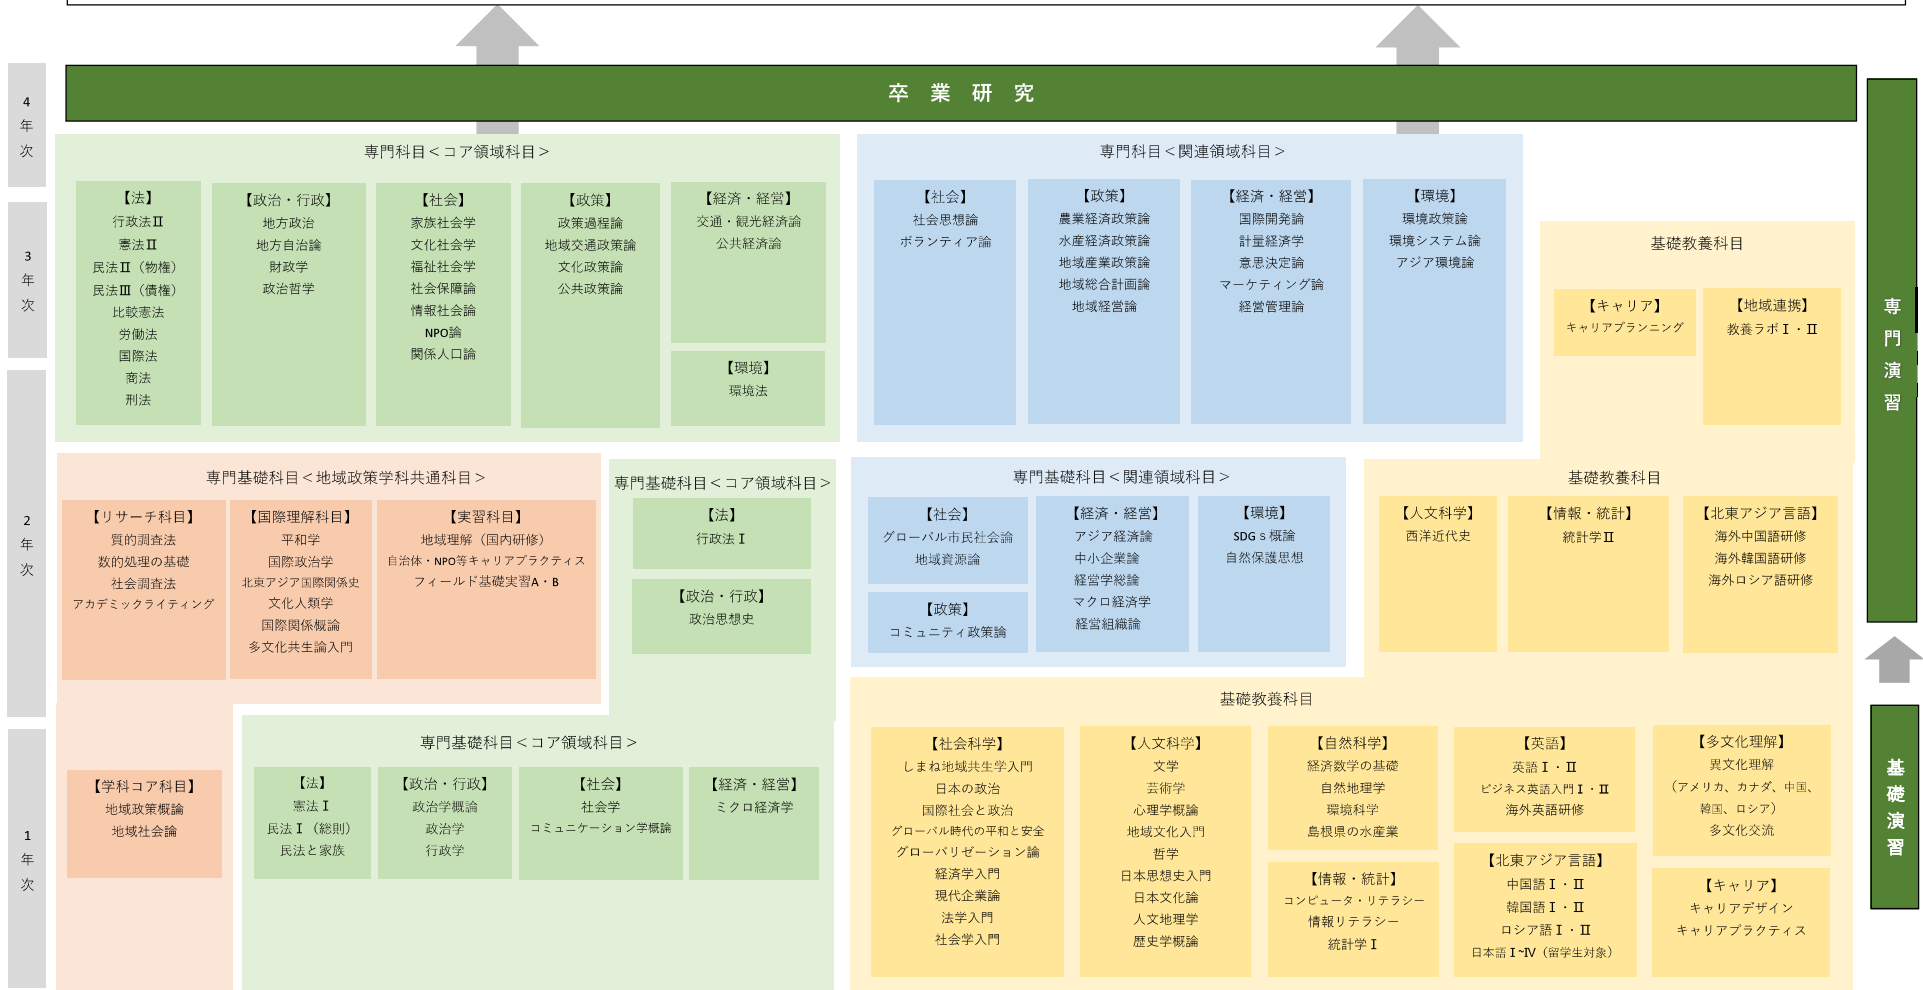 4
年
次
卒業研究
専門科目＜コア領域科目＞
【法】
行政法Ⅱ
憲法Ⅱ
民法Ⅱ（物権）
民法Ⅲ（債権）
比較憲法
労働法
国際法
商法
刑法
【政治・行政】
地方政治
地方自治論
財政学
政治哲学
【社会】
家族社会学
文化社会学
福祉社会学
社会保障論
情報社会論
NPO論
関係人口論
【政策】
政策過程論
地域交通政策論
文化政策論
公共政策論
【経済・経営】
交通・観光経済論
公共経済論
【環境】
環境法
専門科目＜関連領域科目＞
【社会】
社会思想論
ボランティア論
【政策】
農業経済政策論
水産経済政策論
地域産業政策論
地域総合計画論
地域経営論
【経済・経営】
国際開発論
計量経済学
意思決定論
マーケティング論
経営管理論
【環境】
環境政策論
環境システム論
アジア環境論
3
年
次
基礎教養科目
【キャリア】
キャリアプランニング
【地域連携】
教養ラボⅠ・Ⅱ
専
門
演
習
2
年
次
専門基礎科目＜地域政策学科共通科目＞
【リサーチ科目】
質的調査法
数的処理の基礎
社会調査法
アカデミックライティング
【国際理解科目】
平和学
国際政治学
北東アジア国際関係史
文化人類学
国際関係概論
多文化共生論入門
【実習科目】
地域理解（国内研修）
自治体・NPO等キャリアプラクティス
フィールド基礎実習A・B
専門基礎科目＜コア領域科目＞
【法】
行政法Ⅰ
【政治・行政】
政治思想史
専門基礎科目＜関連領域科目＞
【社会】
グローバル市民社会論
地域資源論
【政策】
コミュニティ政策論
【経済・経営】
アジア経済論
中小企業論
経営学総論
マクロ経済学
経営組織論
【環境】
SDGｓ概論
自然保護思想
基礎教養科目
【人文科学】
西洋近代史
【情報・統計】
統計学Ⅱ
【北東アジア言語】
海外中国語研修
海外韓国語研修
海外ロシア語研修
1
年
次
【学科コア科目】
地域政策概論
地域社会論
専門基礎科目＜コア領域科目＞
【法】
憲法Ⅰ
民法Ⅰ（総則）
民法と家族
【政治・行政】
政治学概論
政治学
行政学
【社会】
社会学
コミュニケーション学概論
【経済・経営】
ミクロ経済学
基礎教養科目
【社会科学】
しまね地域共生学入門
日本の政治
国際社会と政治
グローバル時代の平和と安全
グローバリゼーション論
経済学入門
現代企業論
法学入門
社会学入門
【人文科学】
文学
芸術学
心理学概論
地域文化入門
哲学
日本思想史入門
日本文化論
人文地理学
歴史学概論
【自然科学】
経済数学の基礎
自然地理学
環境科学
島根県の水産業
【情報・統計】
コンピュータ・リテラシー
情報リテラシー
統計学Ⅰ
【英語】
英語Ⅰ・Ⅱ
ビジネス英語入門Ⅰ・Ⅱ
海外英語研修
【北東アジア言語】
中国語Ⅰ・Ⅱ
韓国語Ⅰ・Ⅱ
ロシア語Ⅰ・Ⅱ
日本語Ⅰ~Ⅳ（留学生対象）
【多文化理解】
異文化理解
（アメリカ、カナダ、中国、
韓国、ロシア）
多文化交流
【キャリア】
キャリアデザイン
キャリアプラクティス
基
礎
演
習